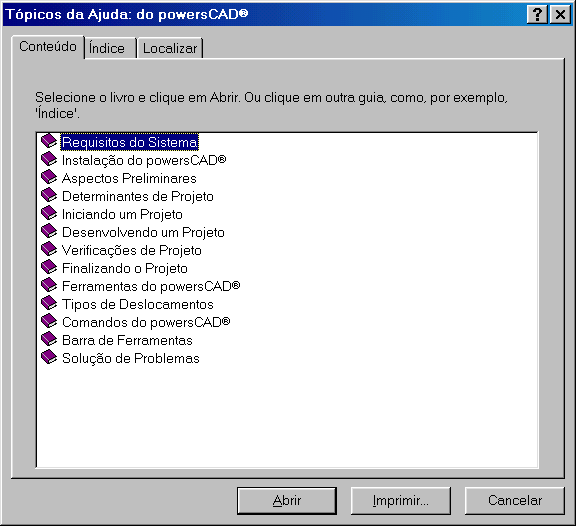 Tópicos da Ajuda: do powersCAD®
Conteúdo Índice Localizar
Selecione o livro e clique em Abrir. Ou clique em outra guia, como, por exemplo,
'Índice'.
Requisitos do Sistema
Instalação do powersCAD®
Aspectos Preliminares
Determinantes de Projeto
Iniciando um Projeto
Desenvolvendo um Projeto
Verificações de Projeto
Finalizando o Projeto
Ferramentas do powersCAD®
Tipos de Deslocamentos
Comandos do powersCAD®
Barra de Ferramentas
Solução de Problemas
Abrir Imprimir... Cancelar